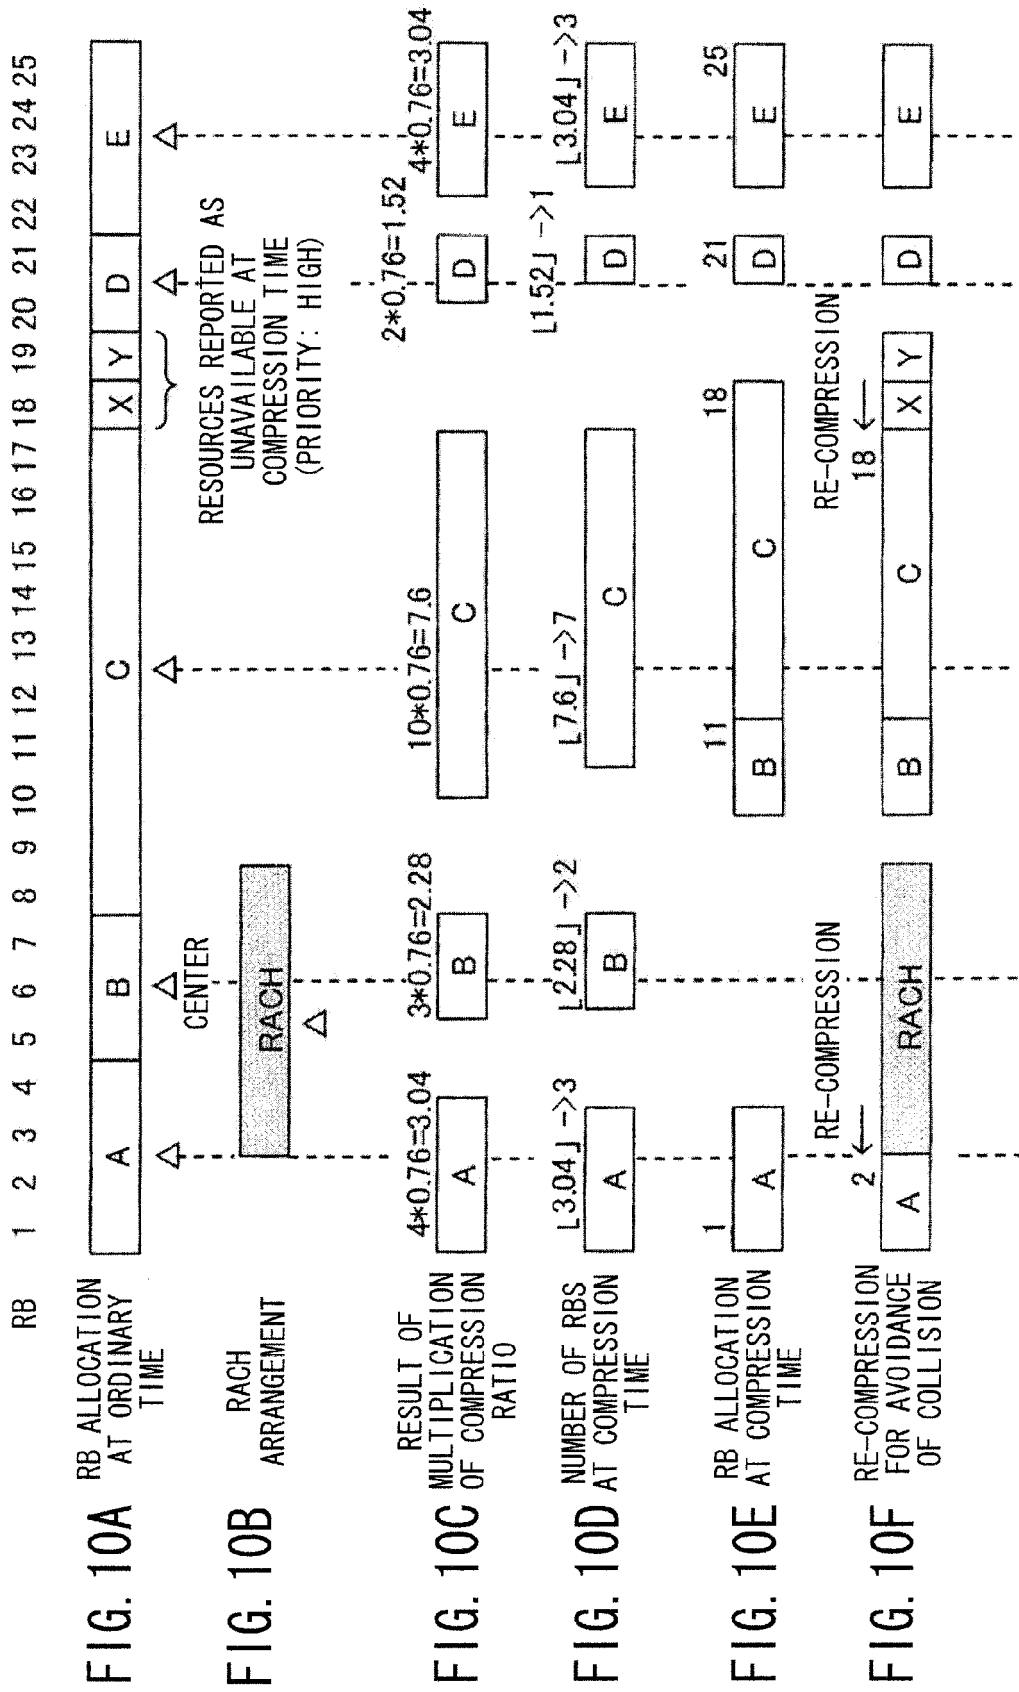 RB 1 2 3 4 5 6 7 8 9 10 11 12 13 14 15 16 17 18 19 20 21 22 23 24 25
FIG. 10A
RB ALLOCATION
AT ORDINARY
TIME
A B C X Y D E
CENTER
RESOURCES REPORTED AS
UNAVAILABLE AT
COMPRESSION TIME
(PRIORITY: HIGH)
FIG. 10B
RACH
ARRANGEMENT
RACH
FIG. 10C
RESULT OF
MULTIPLICATION
OF COMPRESSION
RATIO
4*0.76=3.04 3*0.76=2.28 10*0.76=7.6 2*0.76=1.52 4*0.76=3.04
A B C D E
FIG. 10D
NUMBER OF RBS
AT COMPRESSION
TIME
⌊3.04⌋->3 ⌊2.28⌋->2 ⌊7.6⌋->7 ⌊1.52⌋->1 ⌊3.04⌋->3
A B C D E
FIG. 10E
RB ALLOCATION
AT COMPRESSION
TIME
1 11 18 21 25
A B C D E
FIG. 10F
RE-COMPRESSION
FOR AVOIDANCE
OF COLLISION
RE-COMPRESSION RE-COMPRESSION
2 ← 18 ←
A RACH B C X Y D E